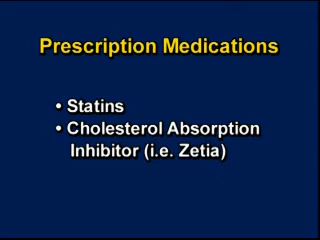 Prescription Medications
• Statins
• Cholesterol Absorption
Inhibitor (i.e. Zetia)